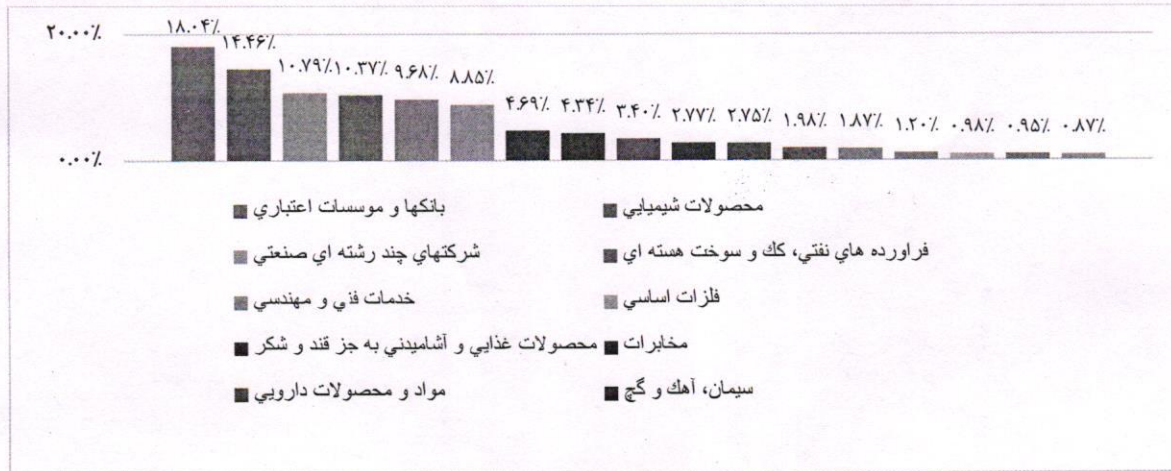 ۲۰.۰۰٪
۱۸.۰۴٪
۱۴.۴۶٪
۱۰.۷۹٪
۱۰.۳۷٪
۹.۶۸٪
۸.۸۵٪
۴.۶۹٪
۴.۳۴٪
۳.۴۰٪
۲.۷۷٪
۲.۷۵٪
۱.۹۸٪
۱.۸۷٪
۱.۲۰٪
۰.۹۸٪
۰.۹۵٪
۰.۸۷٪
۰.۰۰٪
بانكها و موسسات اعتباري
محصولات شيميايي
شركتهاي چند رشته اي صنعتي
فراورده هاي نفتي، كك و سوخت هسته اي
خدمات فني و مهندسي
فلزات اساسي
محصولات غذايي و آشاميدني به جز قند و شكر
مخابرات
مواد و محصولات دارويي
سيمان، آهك و گچ